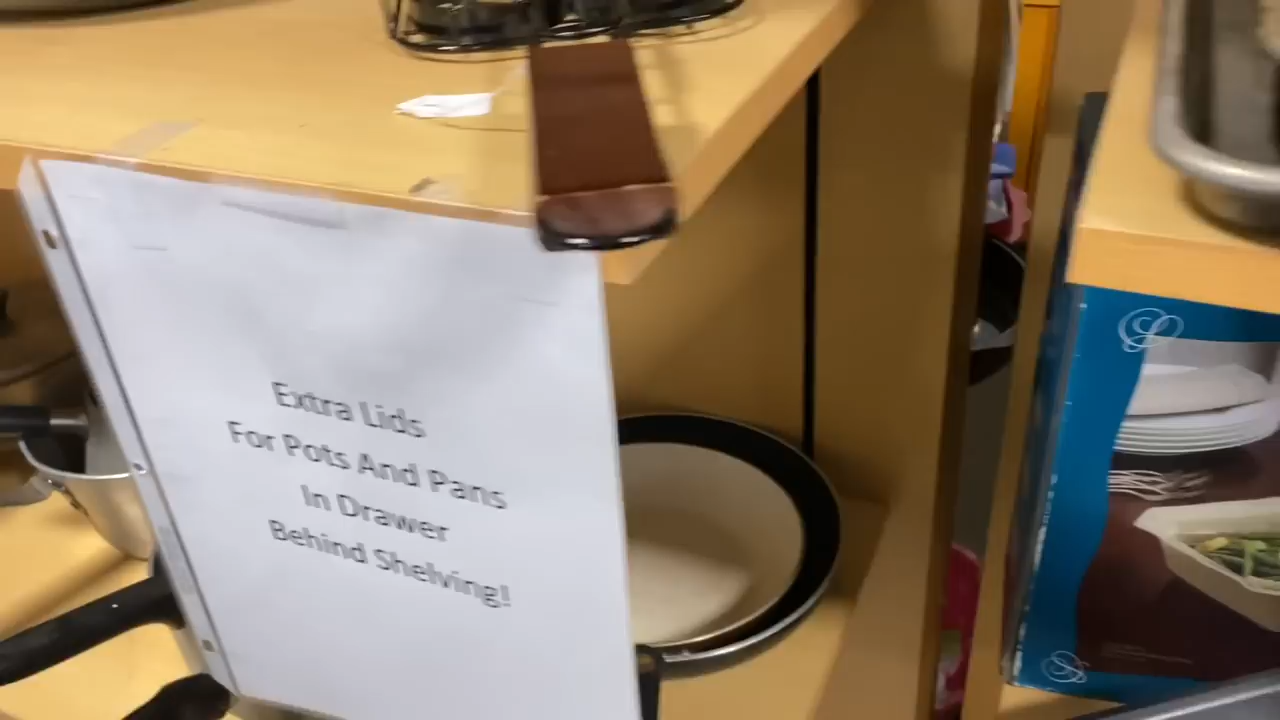 Extra Lids
For Pots And Pans
In Drawer
Behind Shelving!